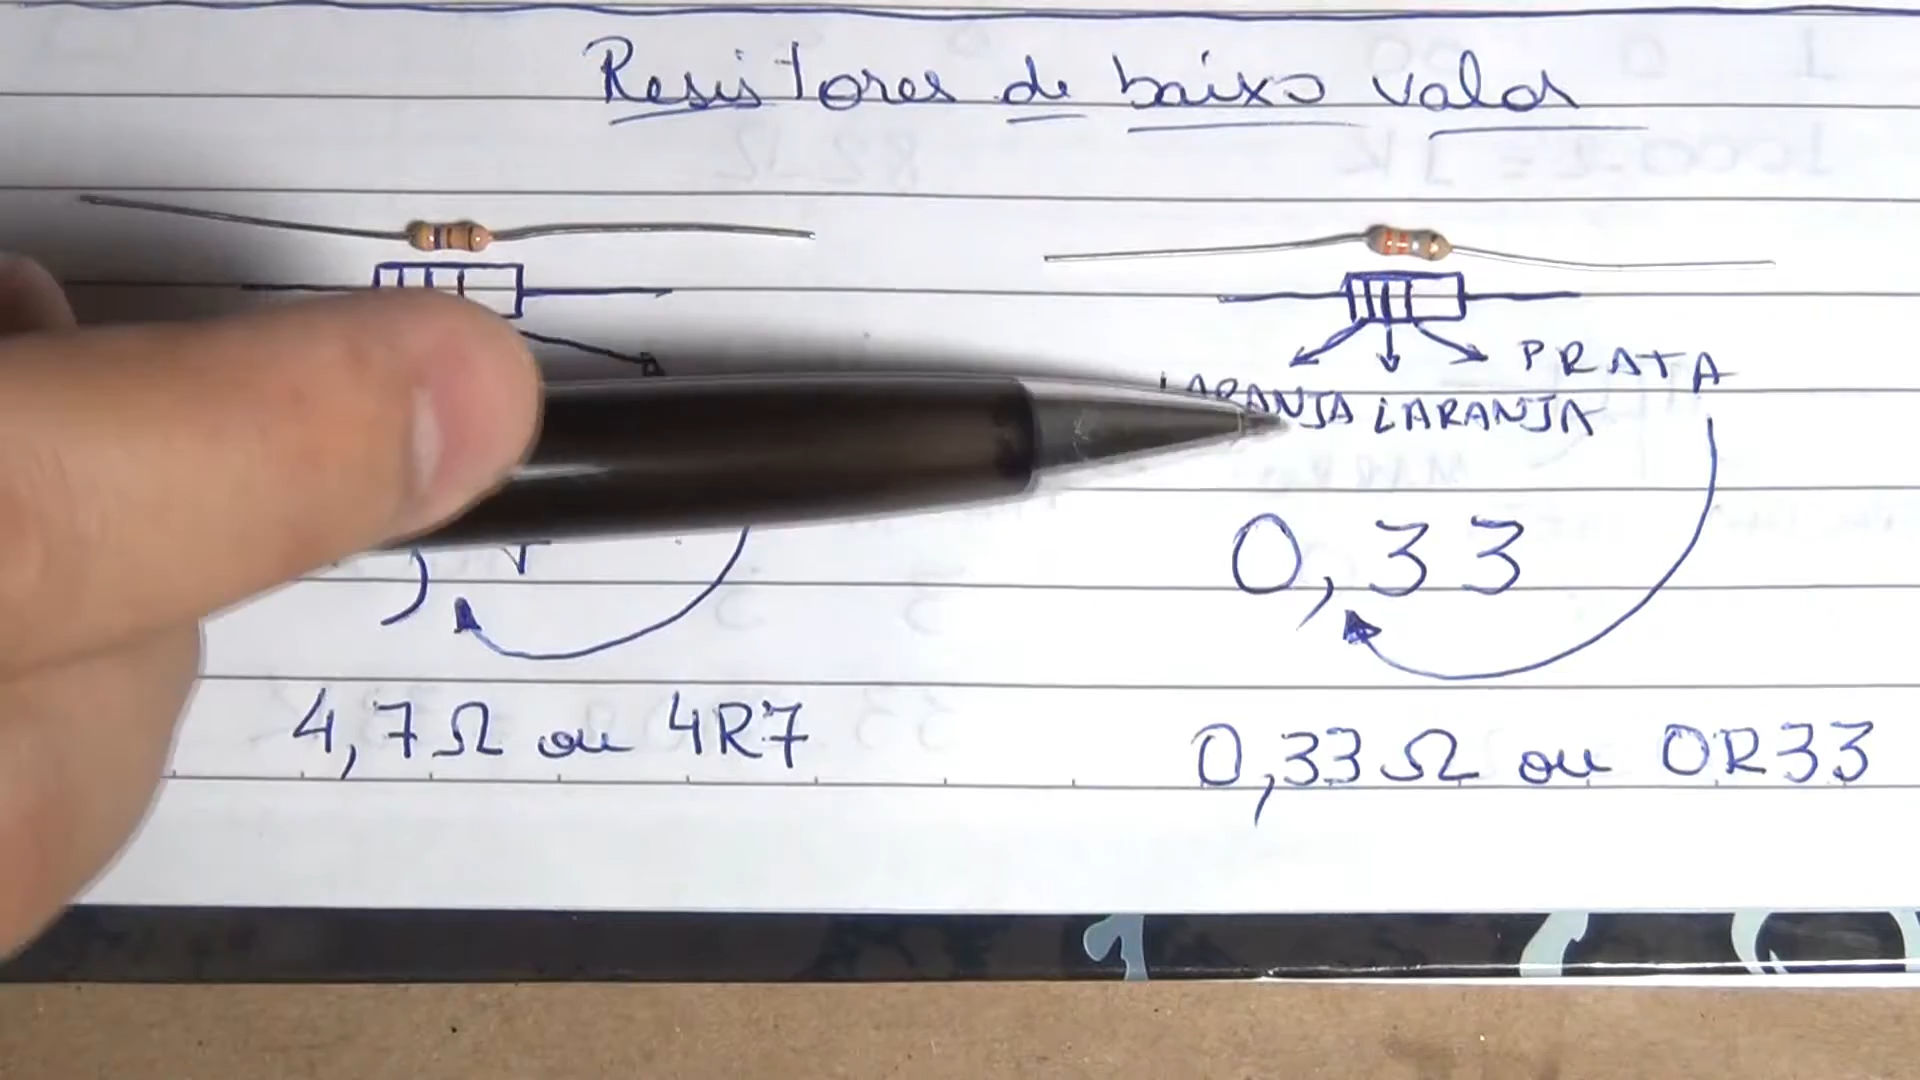 Resistores de baixo valor
PRATA
LARANJA LARANJA
0,33
4,7Ω ou 4R7
0,33Ω ou 0R33